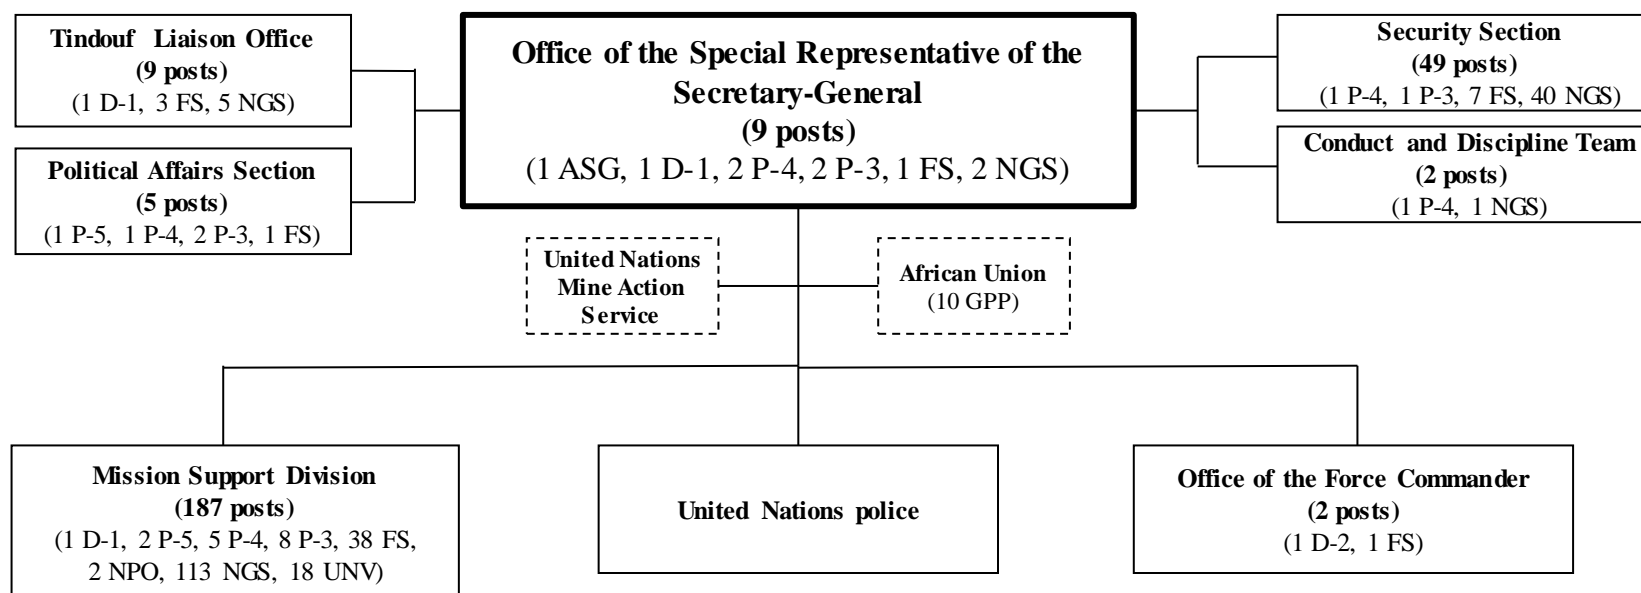 Tindouf Liaison Office
(9 posts)
(1 D-1, 3 FS, 5 NGS)
Political Affairs Section
(5 posts)
(1 P-5, 1 P-4, 2 P-3, 1 FS)
Office of the Special Representative of the
Secretary-General
(9 posts)
(1 ASG, 1 D-1, 2 P-4, 2 P-3, 1 FS, 2 NGS)
Security Section
(49 posts)
(1 P-4, 1 P-3, 7 FS, 40 NGS)
Conduct and Discipline Team
(2 posts)
(1 P-4, 1 NGS)
United Nations
Mine Action
Service
African Union
(10 GPP)
Mission Support Division
(187 posts)
(1 D-1, 2 P-5, 5 P-4, 8 P-3, 38 FS,
2 NPO, 113 NGS, 18 UNV)
United Nations police
Office of the Force Commander
(2 posts)
(1 D-2, 1 FS)